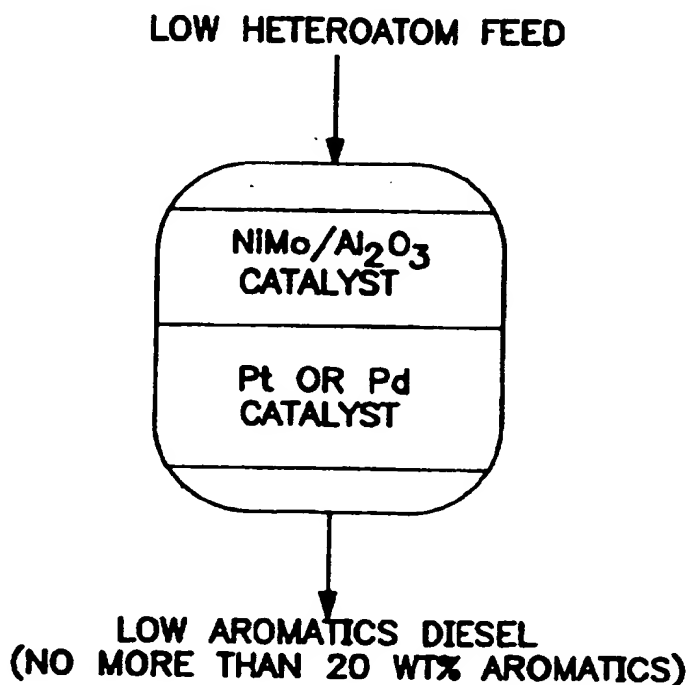 LOW HETEROATOM FEED
NiMo/Al₂O₃
CATALYST
Pt OR Pd
CATALYST
LOW AROMATICS DIESEL
(NO MORE THAN 20 WT% AROMATICS)